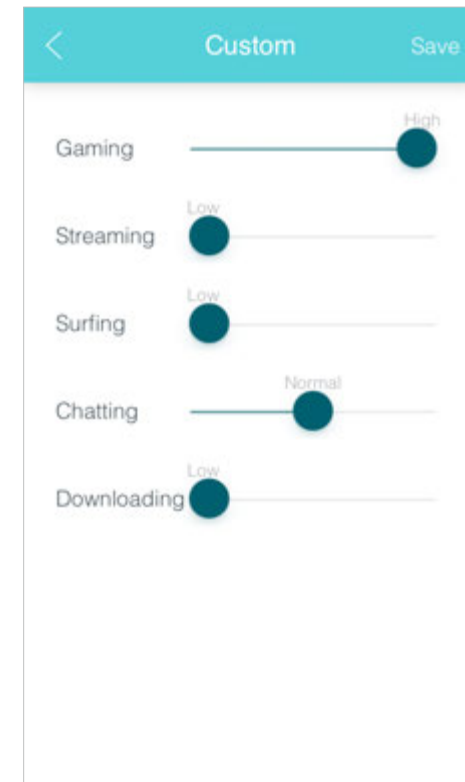 Custom
Save
High
Gaming
Low
Streaming
Low
Surfing
Normal
Chatting
Low
Downloading